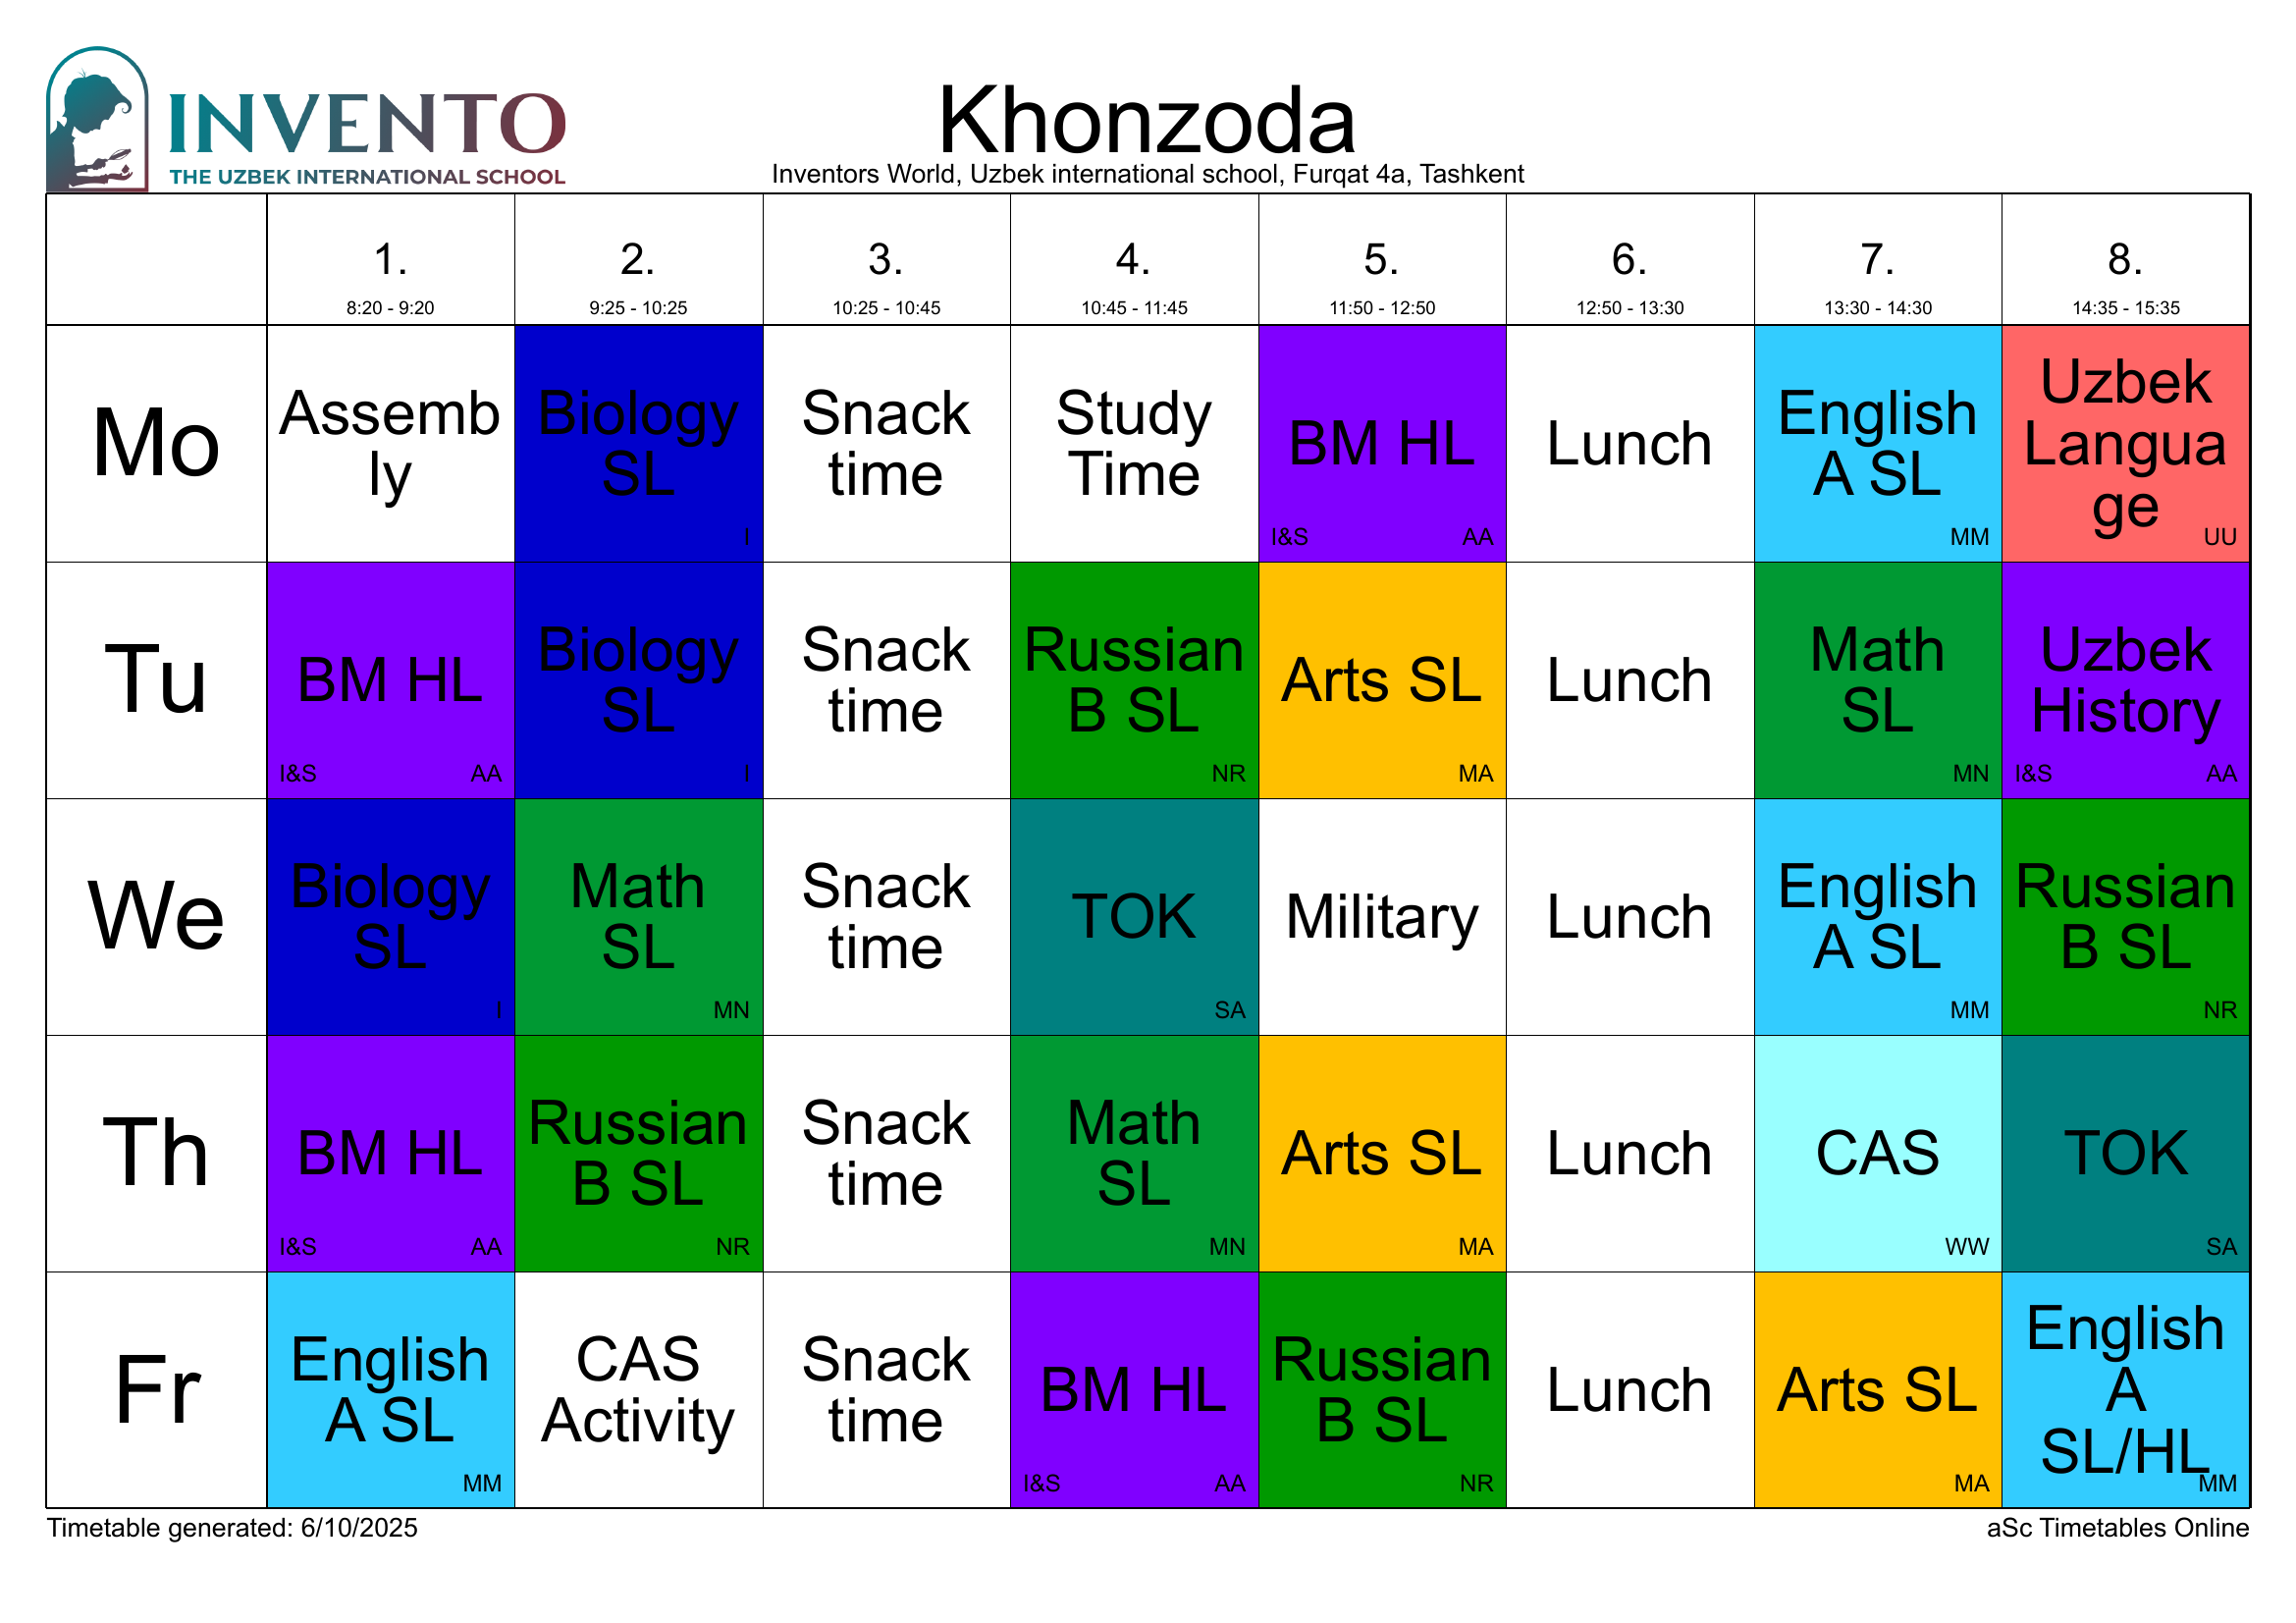 INVENTO
THE UZBEK INTERNATIONAL SCHOOL
Khonzoda
Inventors World, Uzbek international school, Furqat 4a, Tashkent
1.
8:20 - 9:20
2.
9:25 - 10:25
3.
10:25 - 10:45
4.
10:45 - 11:45
5.
11:50 - 12:50
6.
12:50 - 13:30
7.
13:30 - 14:30
8.
14:35 - 15:35
Mo
Assemb
ly
Biology
SL
I
Snack
time
Study
Time
BM HL
I&S AA
Lunch
English
A SL
MM
Uzbek
Langua
ge
UU
Tu
BM HL
I&S AA
Biology
SL
I
Snack
time
Russian
B SL
NR
Arts SL
MA
Lunch
Math
SL
MN
Uzbek
History
I&S AA
We
Biology
SL
I
Math
SL
MN
Snack
time
TOK
SA
Military
Lunch
English
A SL
MM
Russian
B SL
NR
Th
BM HL
I&S AA
Russian
B SL
NR
Snack
time
Math
SL
MN
Arts SL
MA
Lunch
CAS
WW
TOK
SA
Fr
English
A SL
MM
CAS
Activity
Snack
time
BM HL
I&S AA
Russian
B SL
NR
Lunch
Arts SL
MA
English
A
SL/HL
MM
Timetable generated: 6/10/2025
aSc Timetables Online